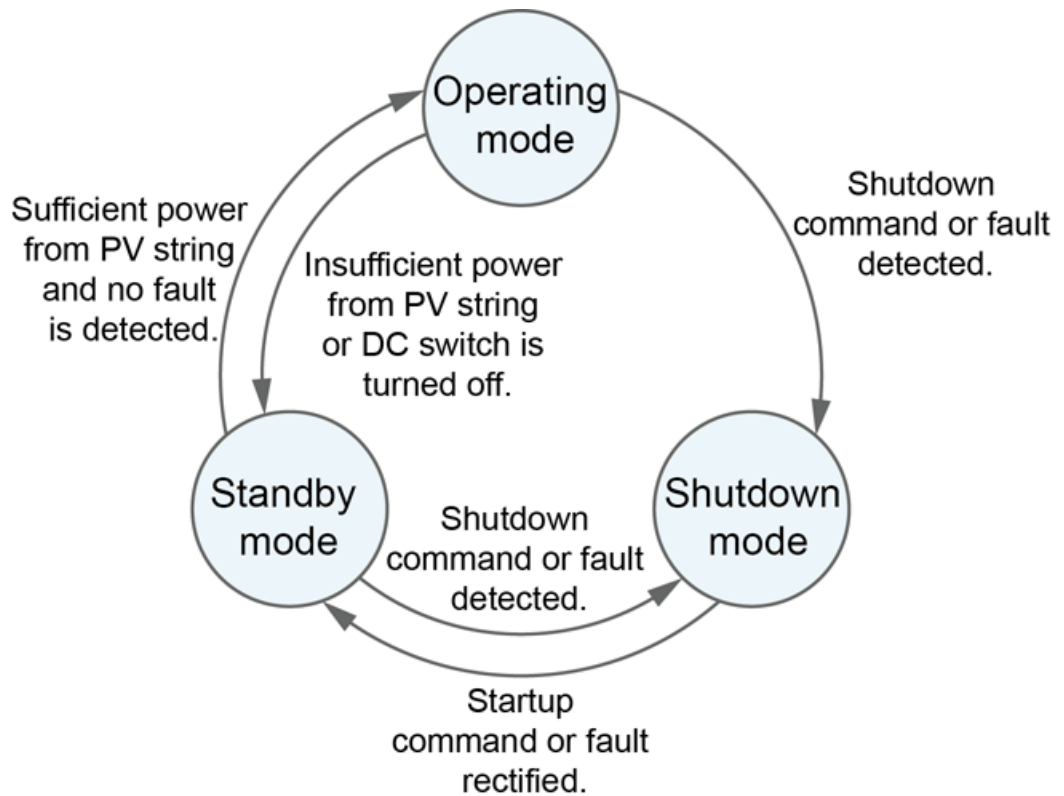 Operating
mode
Sufficient power
from PV string
and no fault
is detected.
Insufficient power
from PV string
or DC switch is
turned off.
Shutdown
command or fault
detected.
Standby
mode
Shutdown
command or fault
detected.
Shutdown
mode
Startup
command or fault
rectified.